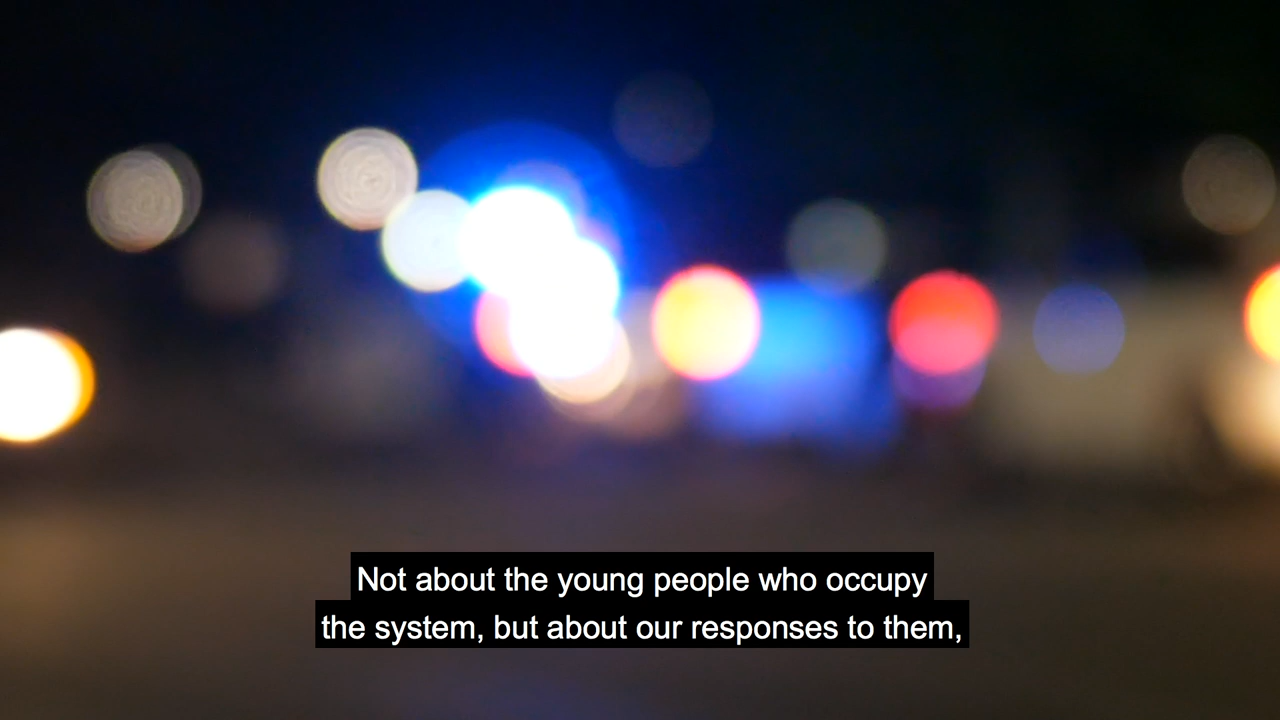 Not about the young people who occupy
the system, but about our responses to them,